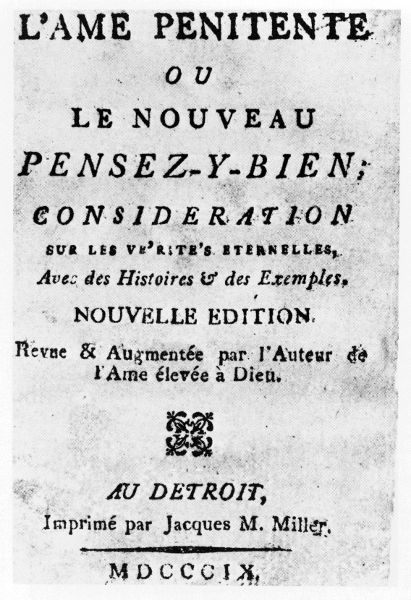 L'AME PENITENTE
OU
LE NOUVEAU
PENSEZ-Y-BIEN;
CONSIDERATION
SUR LES VE'RITE'S ETERNELLES,
Avec des Histoires & des Exemples.
NOUVELLE EDITION.
Revue & Augmentée par l'Auteur de
l'Ame élevée à Dieu.
AU DETROIT,
Imprimé par Jacques M. Miller.
MDCCCIX.